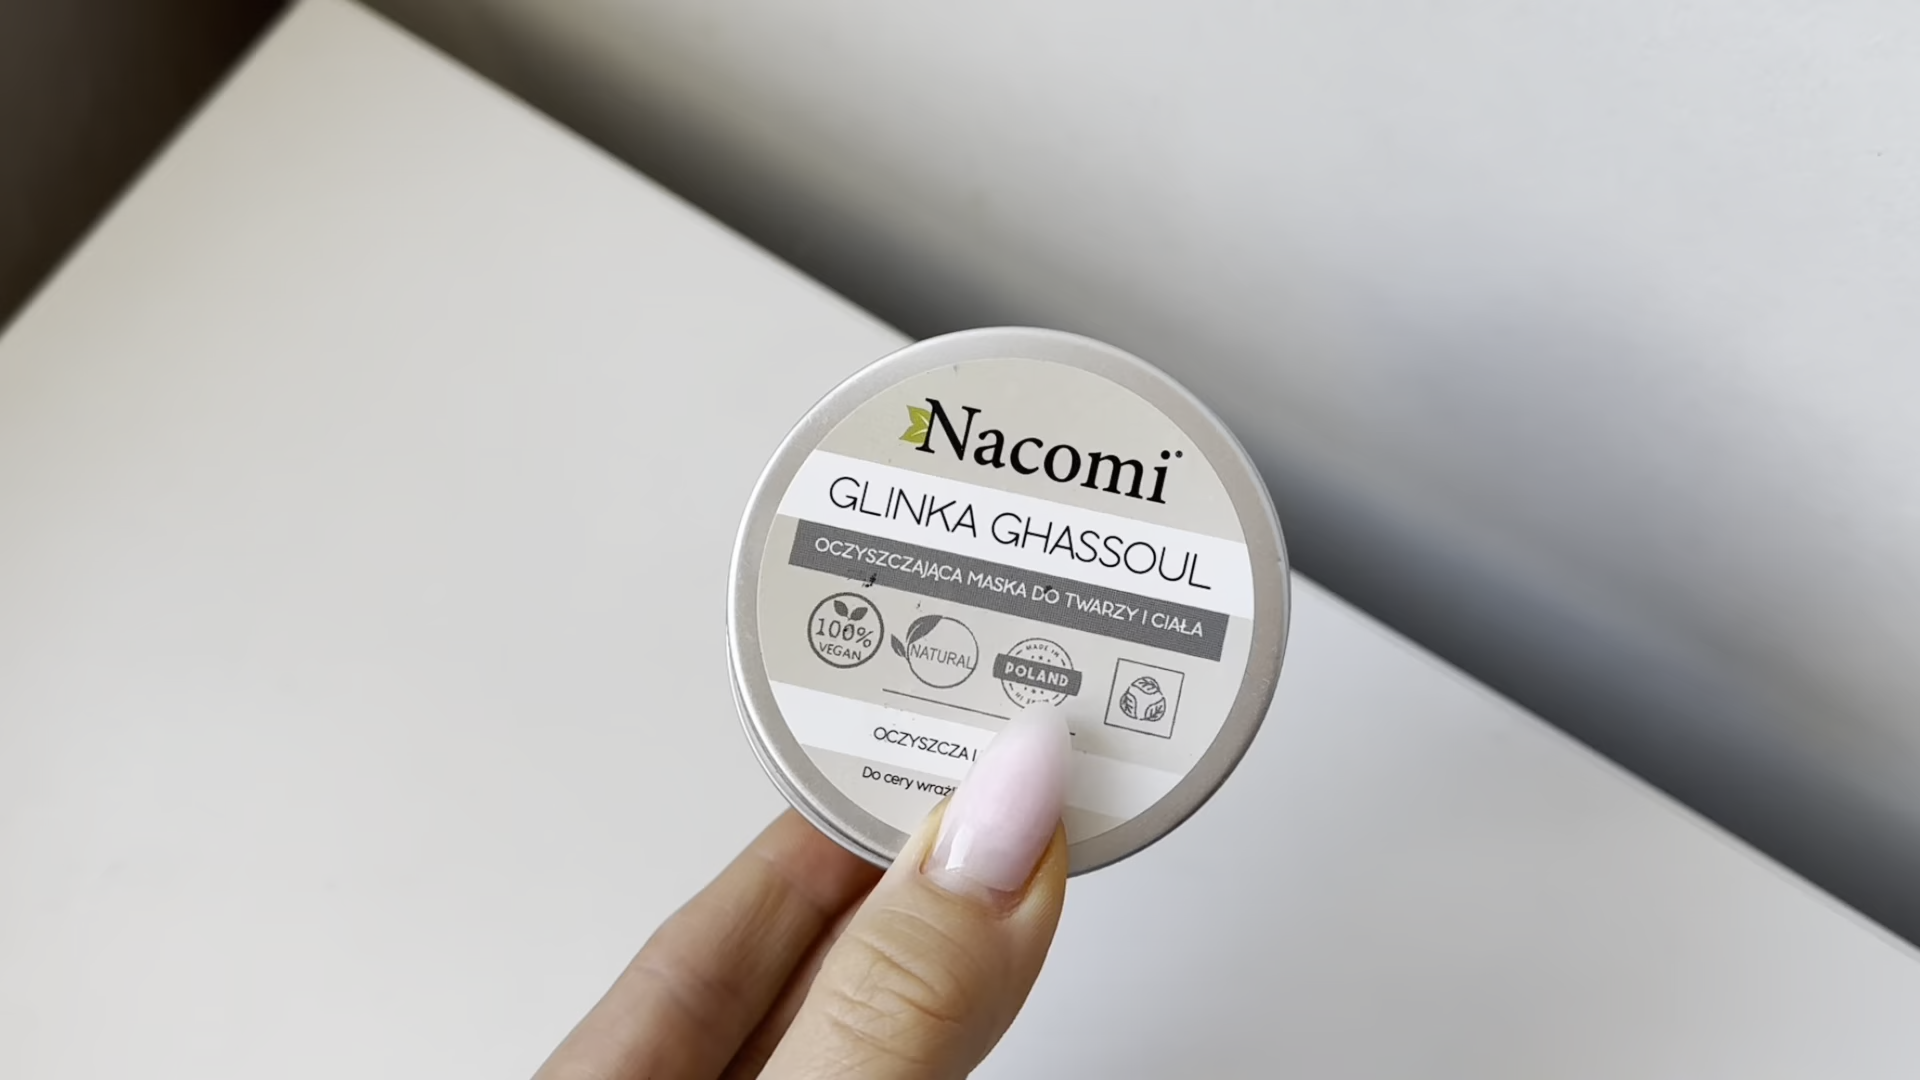 Nacomi
GLINKA GHASSOUL
OCZYSZCZAJĄCA MASKA DO TWARZY I CIAŁA
100%
VEGAN
NATURAL
MADE IN
POLAND
OCZYSZCZA I
Do cery